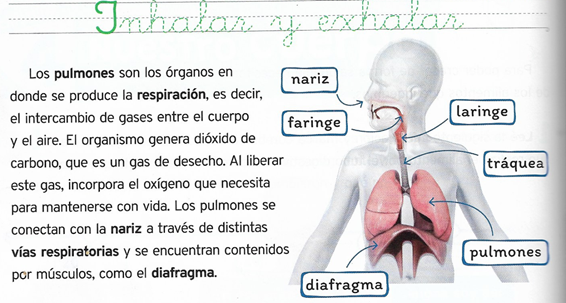 Inhalar y exhalar
Los pulmones son los órganos en
donde se produce la respiración, es decir,
el intercambio de gases entre el cuerpo
y el aire. El organismo genera dióxido de
carbono, que es un gas de desecho. Al liberar
este gas, incorpora el oxígeno que necesita
para mantenerse con vida. Los pulmones se
conectan con la nariz a través de distintas
vías respiratorias y se encuentran contenidos
por músculos, como el diafragma.
nariz
faringe
laringe
tráquea
pulmones
diafragma